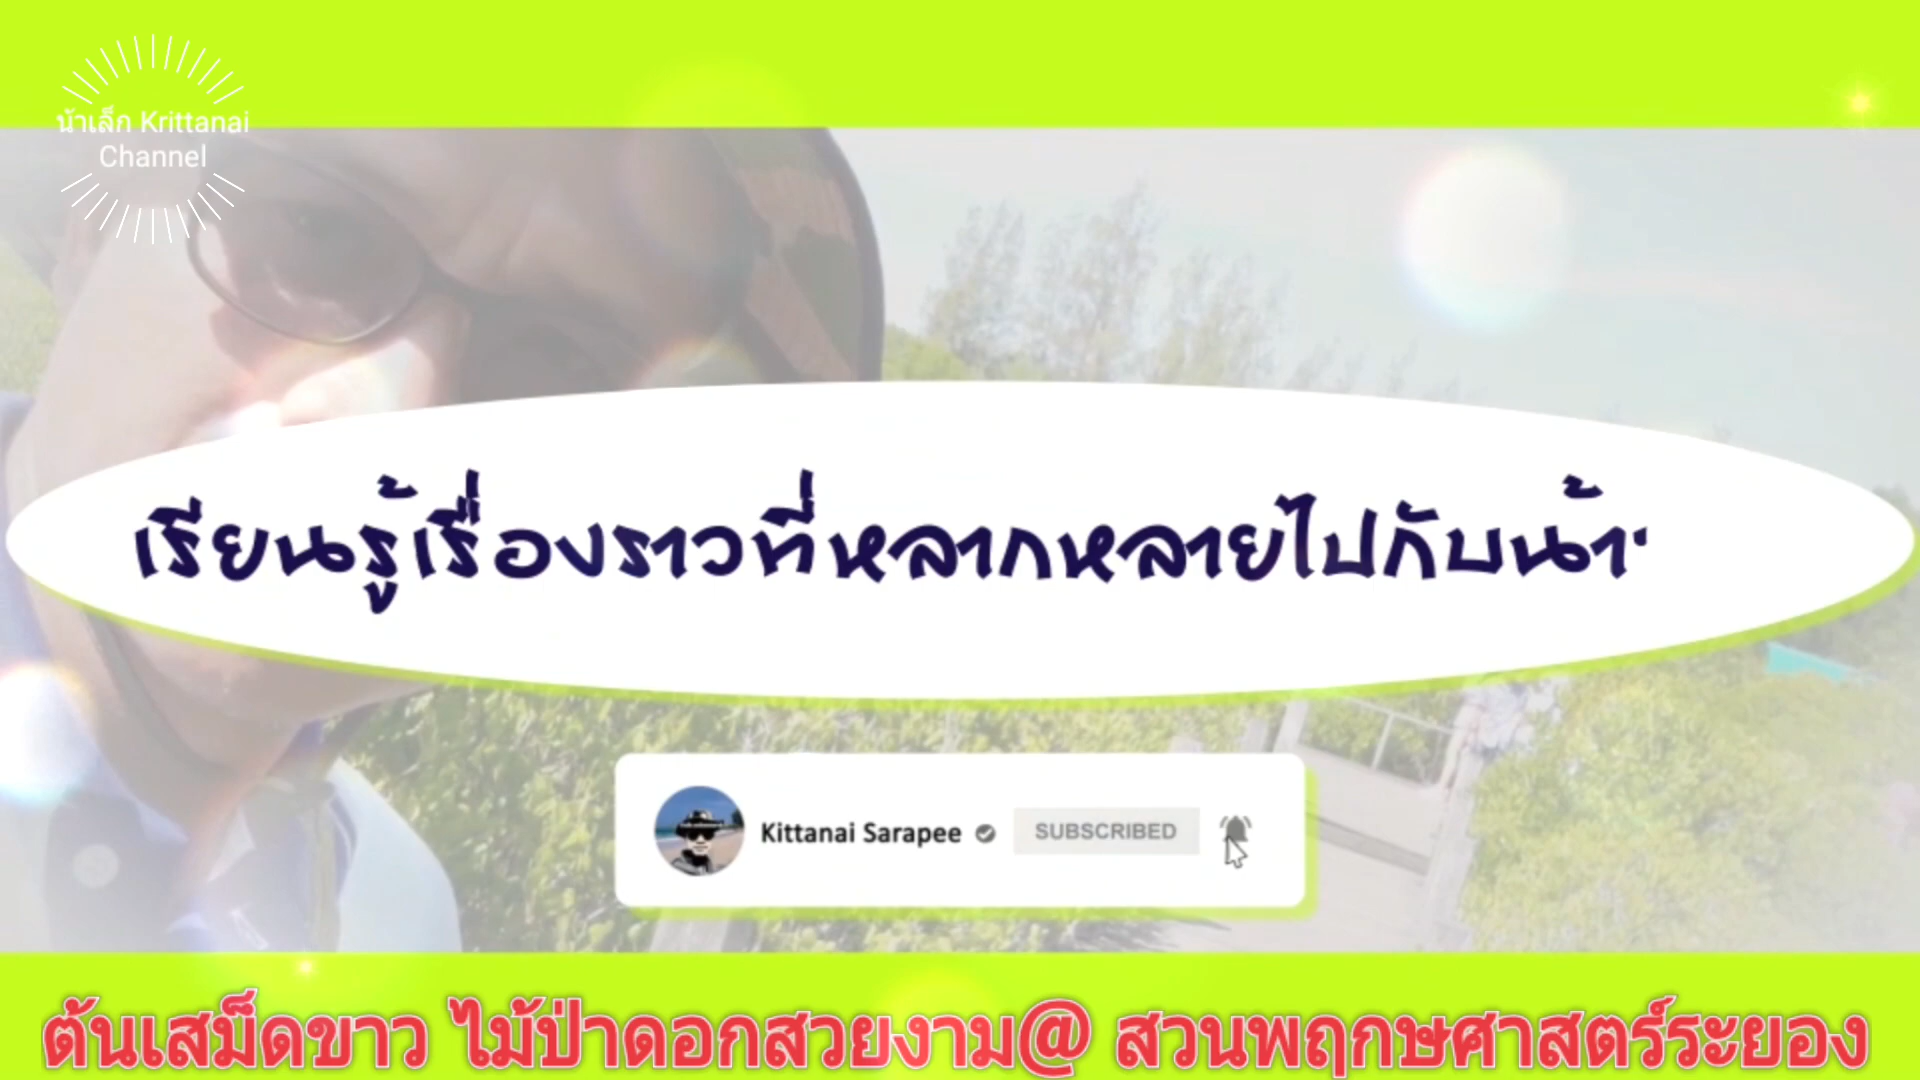 น้าเล็ก Krittanai
Channel
เรียนรู้เรื่องราวที่หลากหลายไปกับน้า
Kittanai Sarapee
SUBSCRIBED
ต้นเสม็ดขาว ไม้ป่าดอกสวยงาม@ สวนพฤกษศาสตร์ระยอง